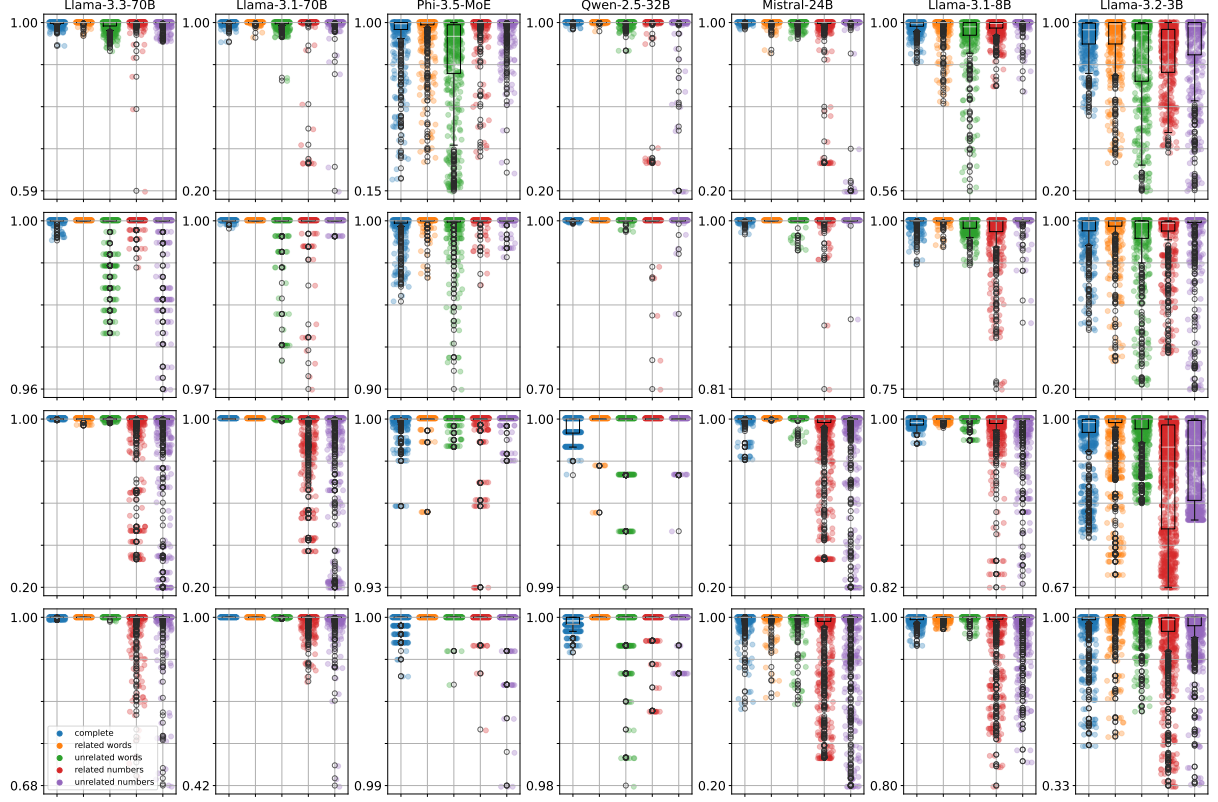 Llama-3.3-70B Llama-3.1-70B Phi-3.5-MoE Qwen-2.5-32B Mistral-24B Llama-3.1-8B Llama-3.2-3B
1.00 1.00 1.00 1.00 1.00 1.00 1.00
0.59 0.20 0.15 0.20 0.20 0.56 0.20
1.00 1.00 1.00 1.00 1.00 1.00 1.00
0.96 0.97 0.90 0.70 0.81 0.75 0.20
1.00 1.00 1.00 1.00 1.00 1.00 1.00
0.20 0.20 0.93 0.99 0.20 0.82 0.67
1.00 1.00 1.00 1.00 1.00 1.00 1.00
complete
related words
unrelated words
related numbers
unrelated numbers
0.68 0.42 0.99 0.98 0.20 0.80 0.33